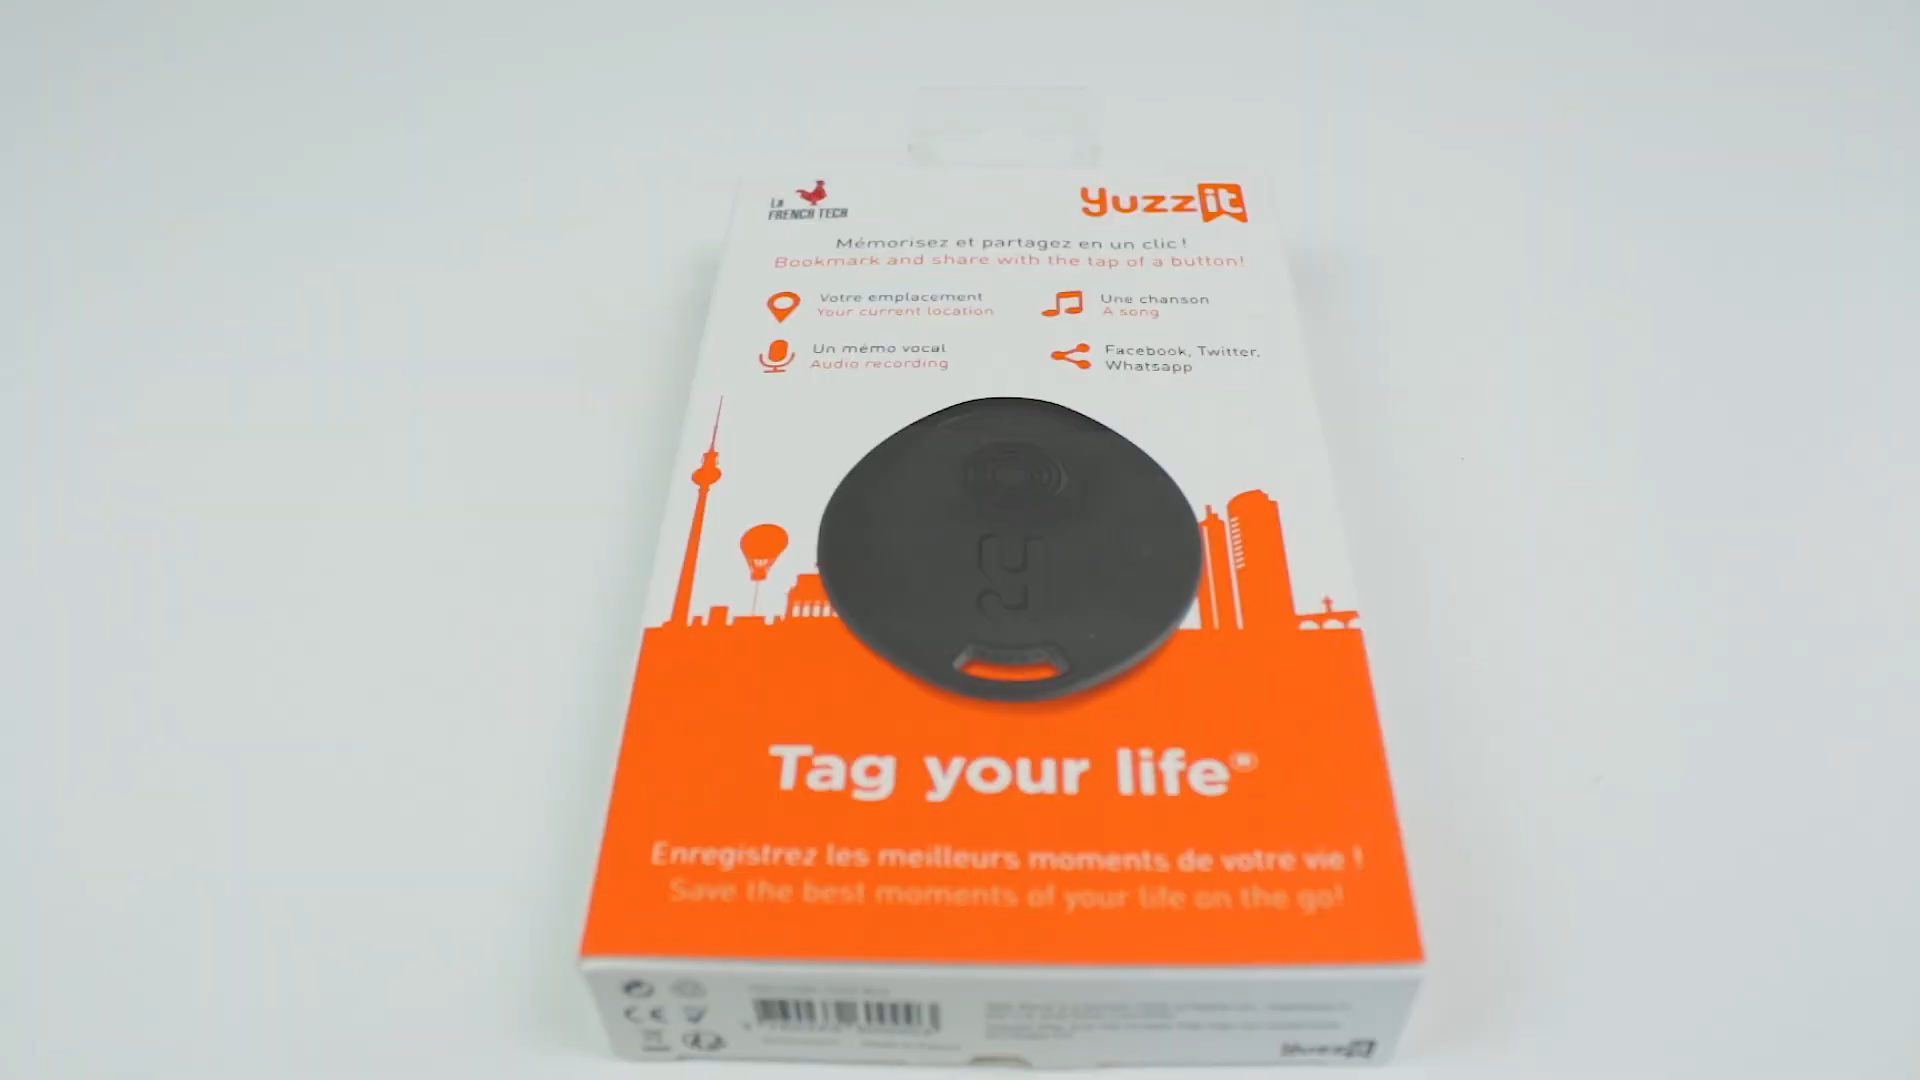 La
FRENCH TECH
yuzzit
Mémorisez et partagez en un clic !
Bookmark and share with the tap of a button!
Votre emplacement
Your current location
Une chanson
A song
Un mémo vocal
Audio recording
Facebook, Twitter,
Whatsapp
Tag your life®
Enregistrez les meilleurs moments de votre vie !
Save the best moments of your life on the go!
CE
yuzzit